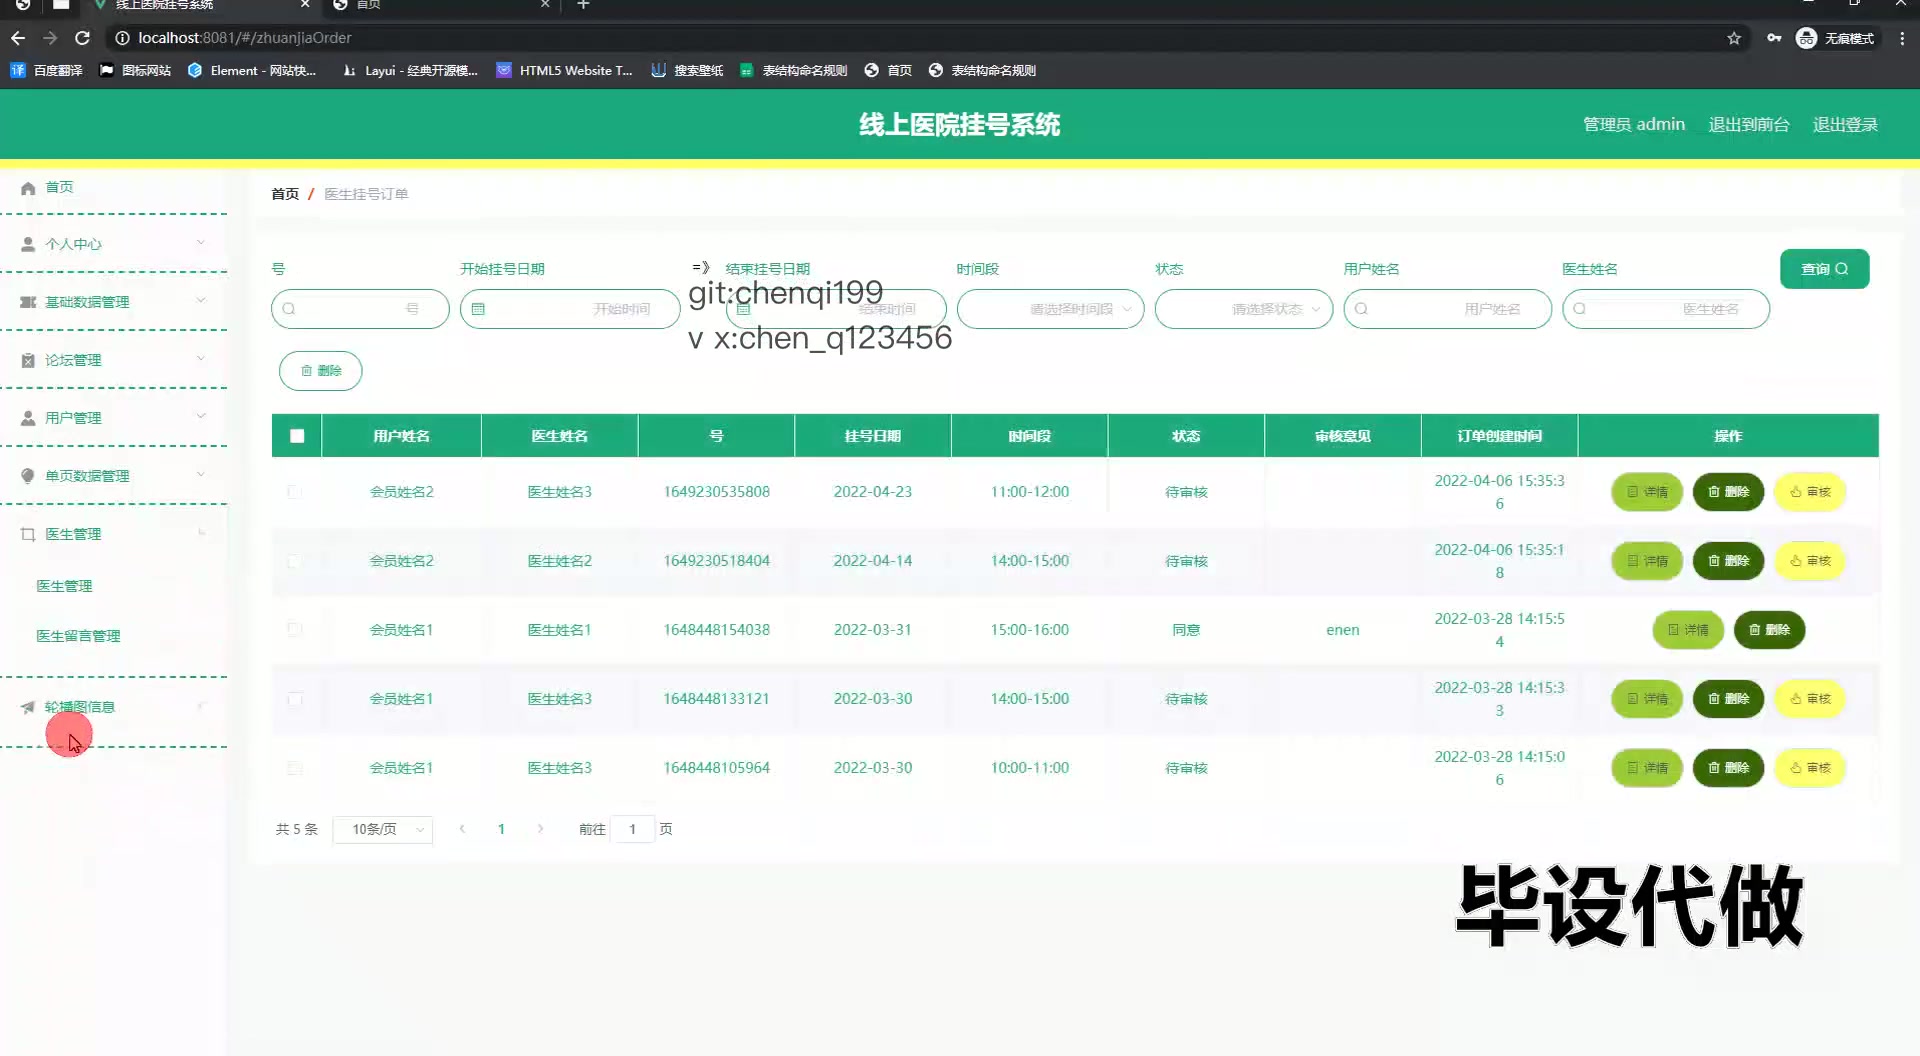 线上医院挂号系统
首页
localhost:8081/#/zhuanjiaOrder
无痕模式
百度翻译
图标网站
Element - 网站快...
Layui - 经典开源模...
HTML5 Website T...
搜索壁纸
表结构命名规则
首页
表结构命名规则
线上医院挂号系统
管理员 admin
退出到前台
退出登录
首页
个人中心
基础数据管理
论坛管理
用户管理
单页数据管理
医生管理
医生管理
医生留言管理
轮播图信息
首页 / 医生挂号订单
号
开始挂号日期
=》
结束挂号日期
时间段
状态
用户姓名
医生姓名
查询
号
开始时间
结束时间
请选择时间段
请选择状态
用户姓名
医生姓名
git:chenqi199
v x:chen_q123456
删除
用户姓名 医生姓名 号 挂号日期 时间段 状态 审核意见 订单创建时间 操作
会员姓名2 医生姓名3 1649230535808 2022-04-23 11:00-12:00 待审核 2022-04-06 15:35:3
6
详情 删除 审核
会员姓名2 医生姓名2 1649230518404 2022-04-14 14:00-15:00 待审核 2022-04-06 15:35:1
8
详情 删除 审核
会员姓名1 医生姓名1 1648448154038 2022-03-31 15:00-16:00 同意 enen 2022-03-28 14:15:5
4
详情 删除
会员姓名1 医生姓名3 1648448133121 2022-03-30 14:00-15:00 待审核 2022-03-28 14:15:3
3
详情 删除 审核
会员姓名1 医生姓名3 1648448105964 2022-03-30 10:00-11:00 待审核 2022-03-28 14:15:0
6
详情 删除 审核
共 5 条 10条/页 1 前往 1 页
毕设代做